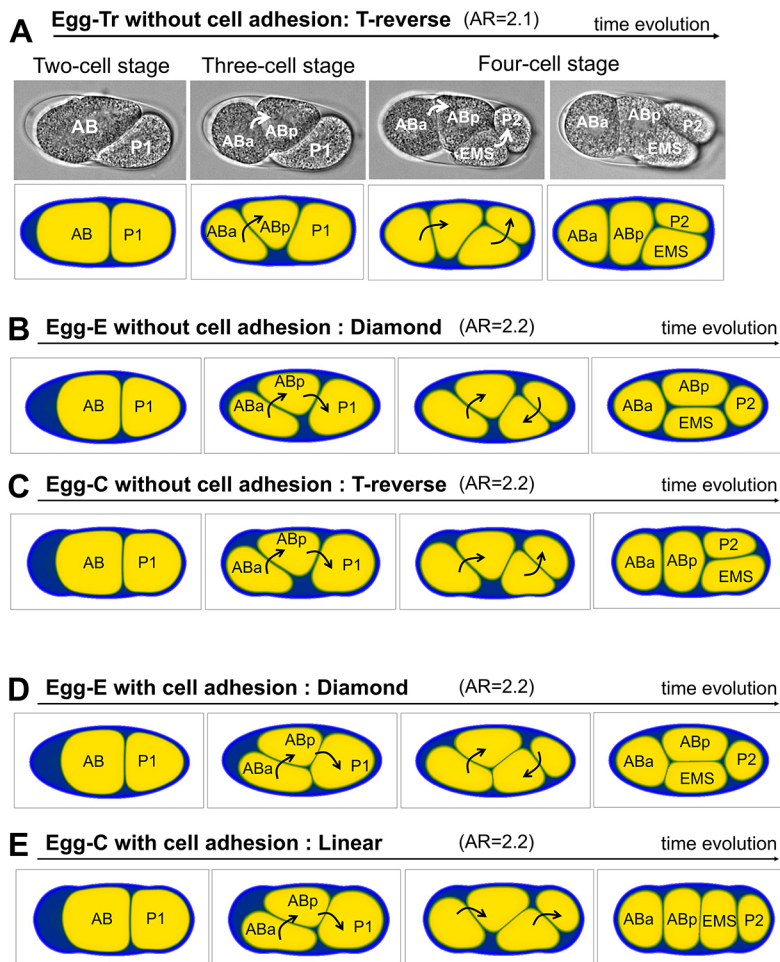 A Egg-Tr without cell adhesion: T-reverse (AR=2.1) time evolution
Two-cell stage Three-cell stage Four-cell stage
AB P1 ABa ABp P1 ABa ABp P2 EMS ABa ABp P2 EMS
AB P1 ABa ABp P1 ABa ABp P2 EMS
B Egg-E without cell adhesion : Diamond (AR=2.2) time evolution
AB P1 ABa ABp P1 ABa ABp EMS P2
C Egg-C without cell adhesion : T-reverse (AR=2.2) time evolution
AB P1 ABa ABp P1 ABa ABp P2 EMS
D Egg-E with cell adhesion : Diamond (AR=2.2) time evolution
AB P1 ABa ABp P1 ABa ABp EMS P2
E Egg-C with cell adhesion : Linear (AR=2.2) time evolution
AB P1 ABa ABp P1 ABa ABp EMS P2